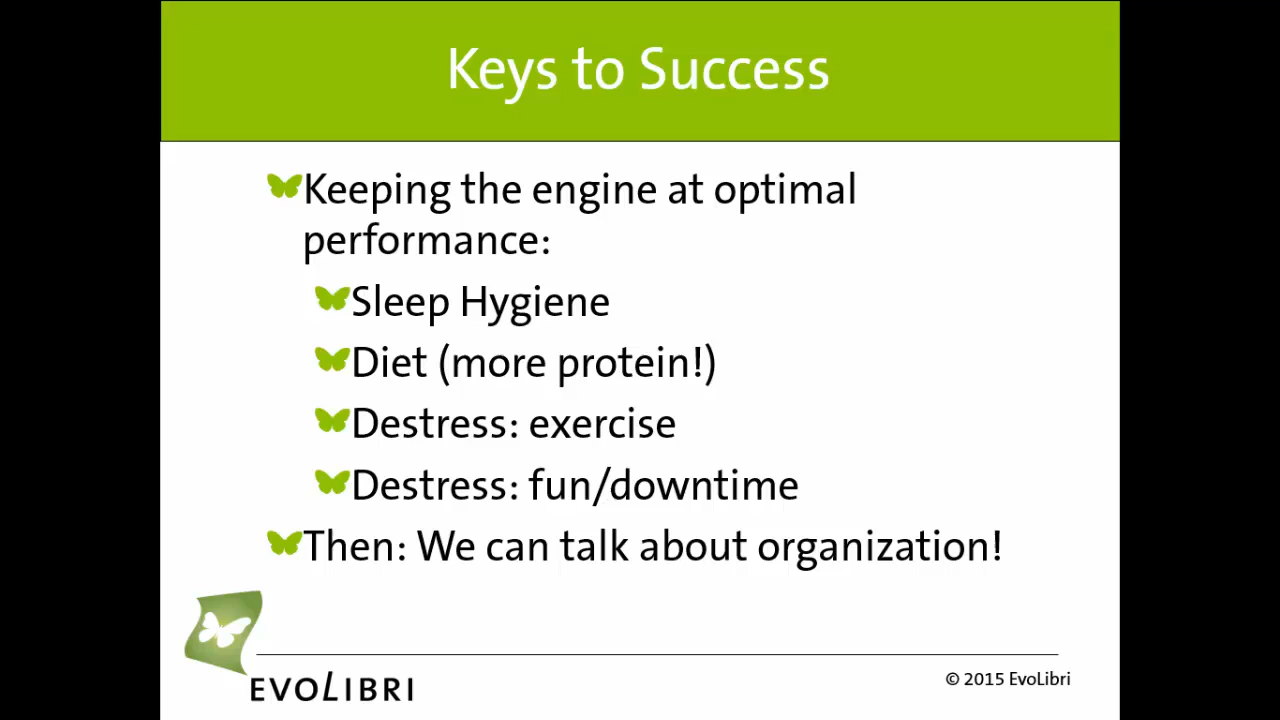 Keys to Success
Keeping the engine at optimal
performance:
Sleep Hygiene
Diet (more protein!)
Destress: exercise
Destress: fun/downtime
Then: We can talk about organization!
EVOLIBRI
© 2015 EvoLibri